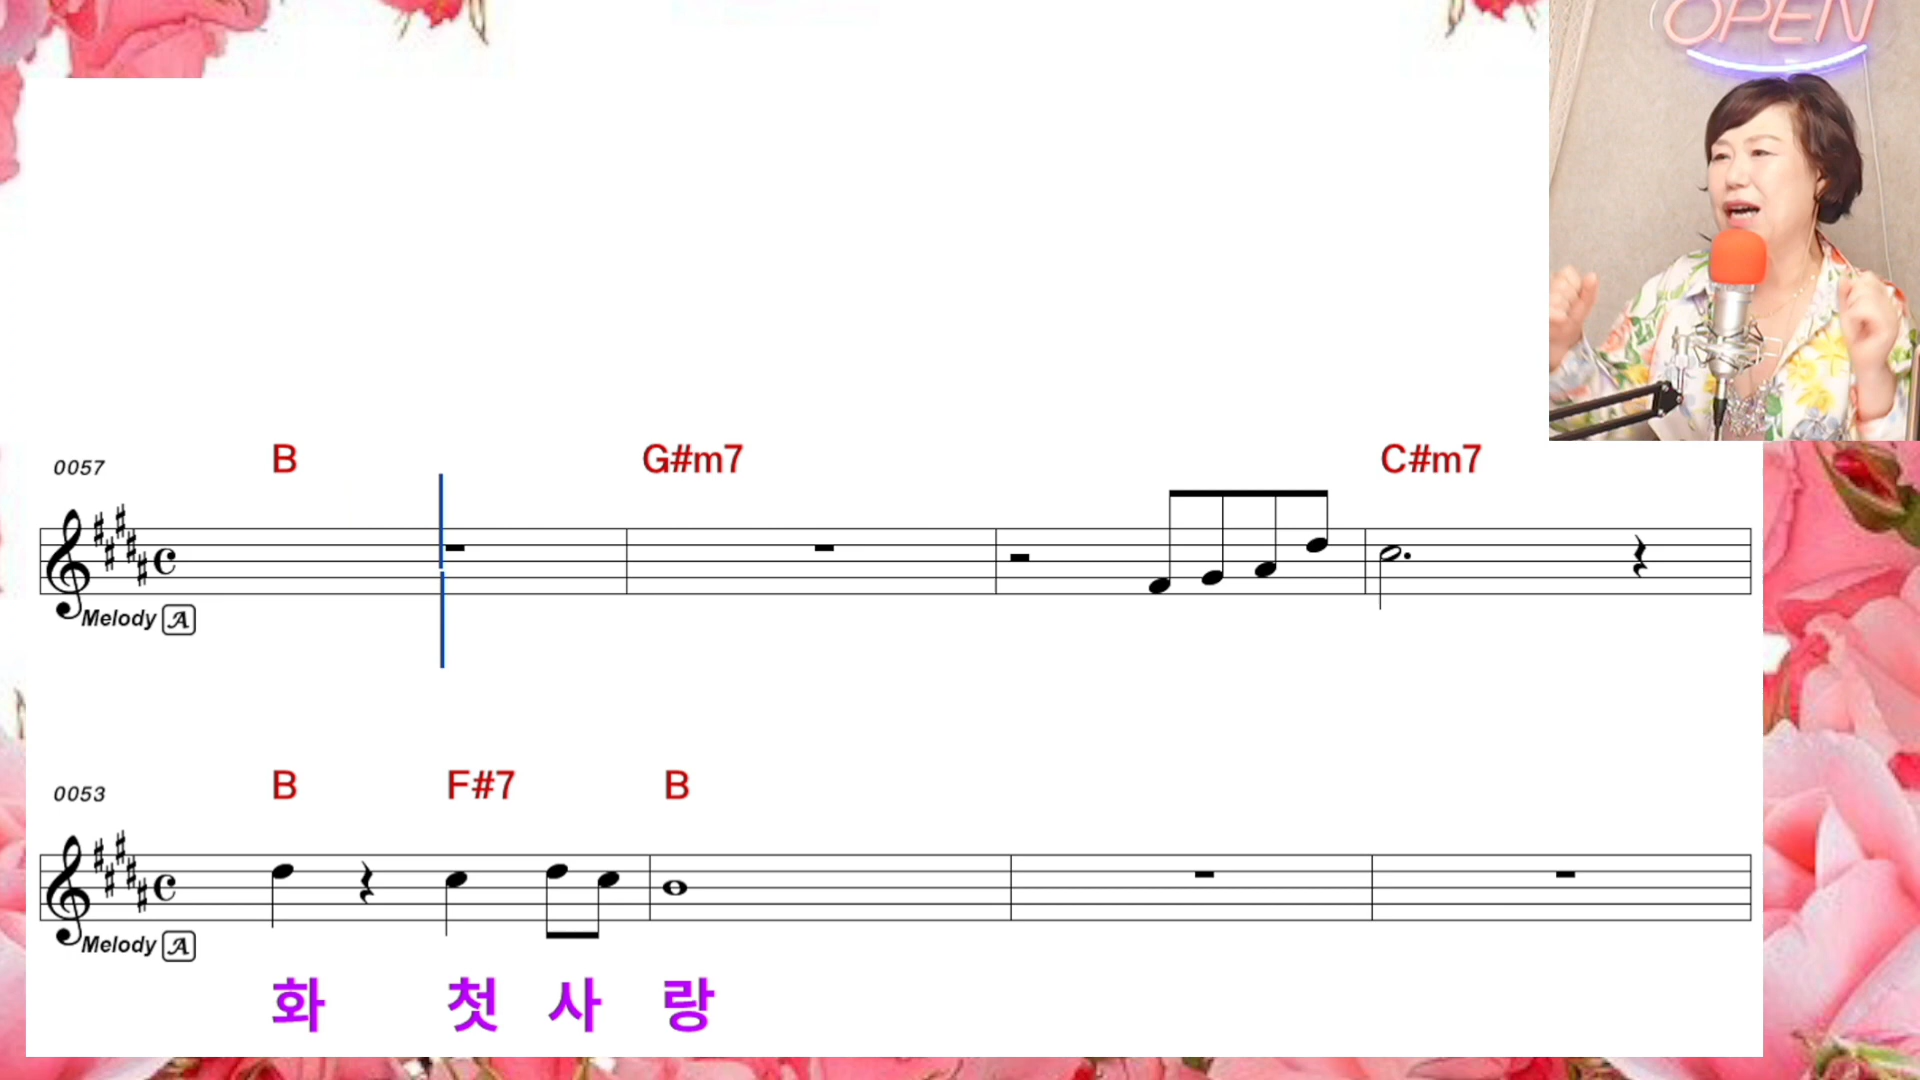 OPEN
B G#m7 C#m7
0057
Melody A
B F#7 B
0053
Melody A
화 첫 사 랑